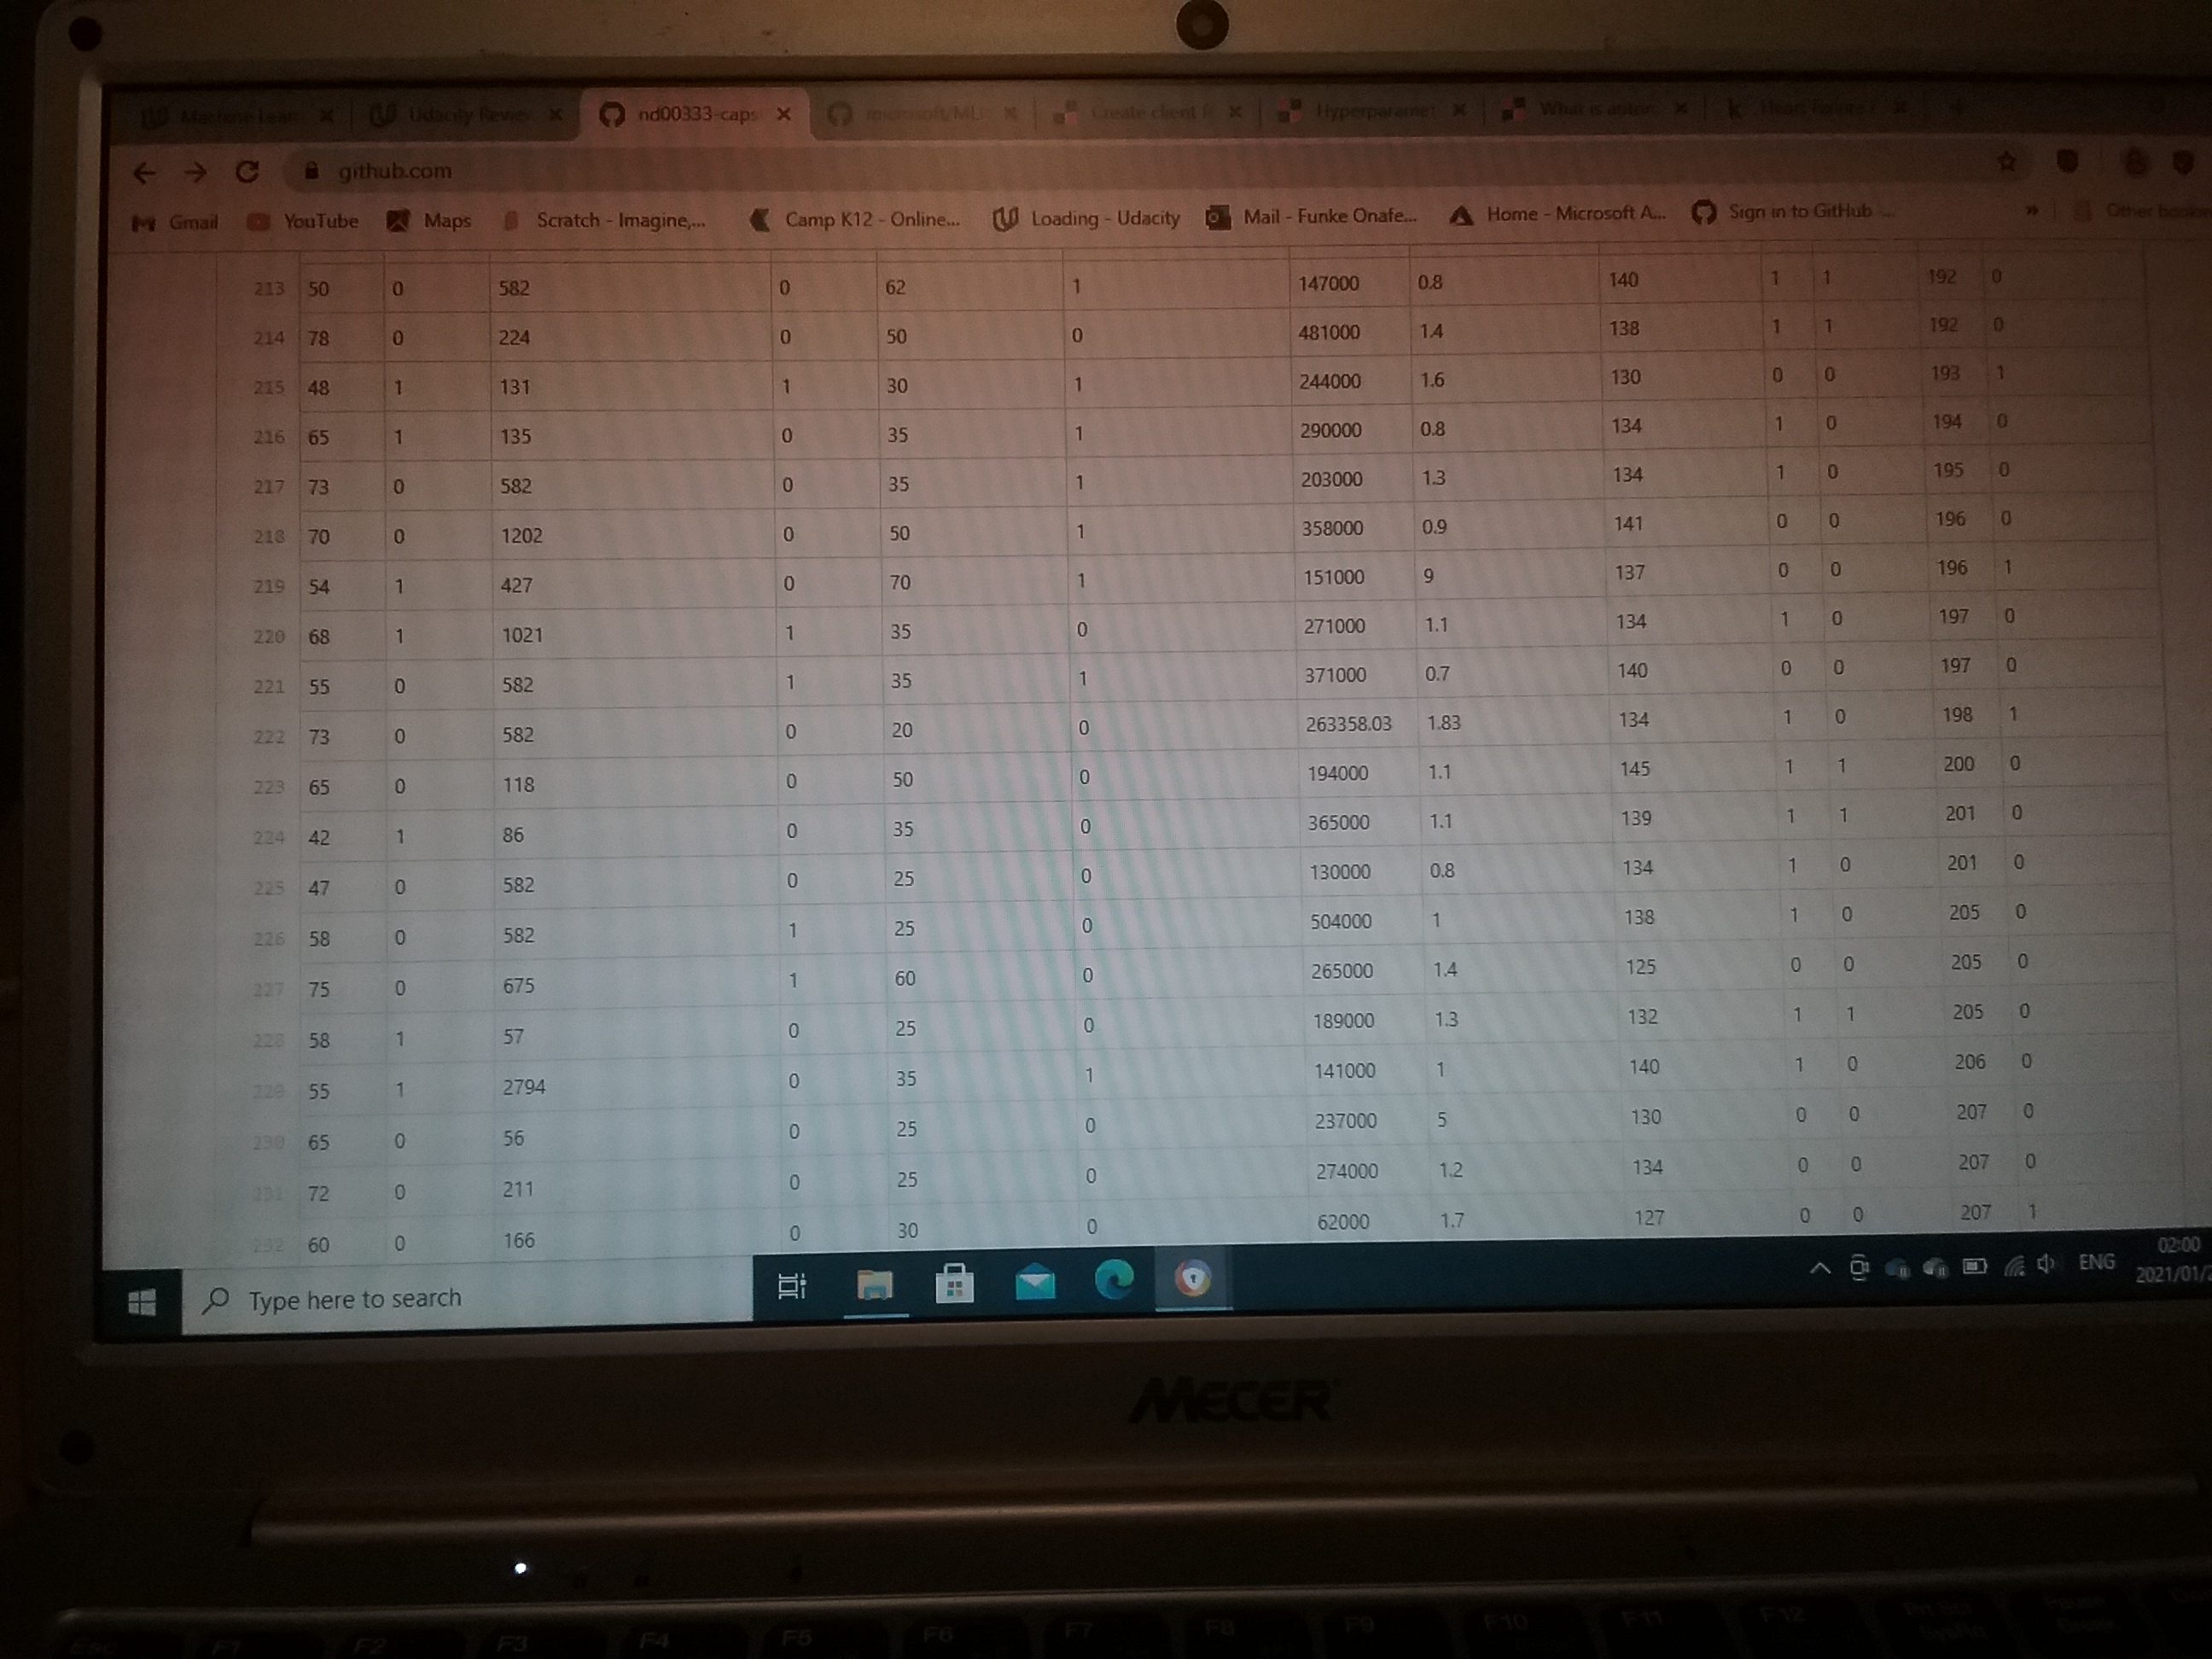 Udacity Review
nd00333-caps
microsoft/MLO
Create client f
Hyperparamet
What is autom
Heart Failure
github.com
Gmail YouTube Maps Scratch - Imagine,... Camp K12 - Online... Loading - Udacity Mail - Funke Onafe... Home - Microsoft A... Sign in to GitHub ... » Other book
213 50 0 582 0 62 1 147000 0.8 140 1 1 192 0
214 78 0 224 0 50 0 481000 1.4 138 1 1 192 0
215 48 1 131 1 30 1 244000 1.6 130 0 0 193 1
216 65 1 135 0 35 1 290000 0.8 134 1 0 194 0
217 73 0 582 0 35 1 203000 1.3 134 1 0 195 0
218 70 0 1202 0 50 1 358000 0.9 141 0 0 196 0
219 54 1 427 0 70 1 151000 9 137 0 0 196 1
220 68 1 1021 1 35 0 271000 1.1 134 1 0 197 0
221 55 0 582 1 35 1 371000 0.7 140 0 0 197 0
222 73 0 582 0 20 0 263358.03 1.83 134 1 0 198 1
223 65 0 118 0 50 0 194000 1.1 145 1 1 200 0
224 42 1 86 0 35 0 365000 1.1 139 1 1 201 0
225 47 0 582 0 25 0 130000 0.8 134 1 0 201 0
226 58 0 582 1 25 0 504000 1 138 1 0 205 0
227 75 0 675 1 60 0 265000 1.4 125 0 0 205 0
228 58 1 57 0 25 0 189000 1.3 132 1 1 205 0
229 55 1 2794 0 35 1 141000 1 140 1 0 206 0
230 65 0 56 0 25 0 237000 5 130 0 0 207 0
231 72 0 211 0 25 0 274000 1.2 134 0 0 207 0
232 60 0 166 0 30 0 62000 1.7 127 0 0 207 1
Type here to search
ENG
02:00
2021/01/2
MECER
Esc F1 F2 F3 F4 F5 F6 F7 F8 F9 F10 F11 F12